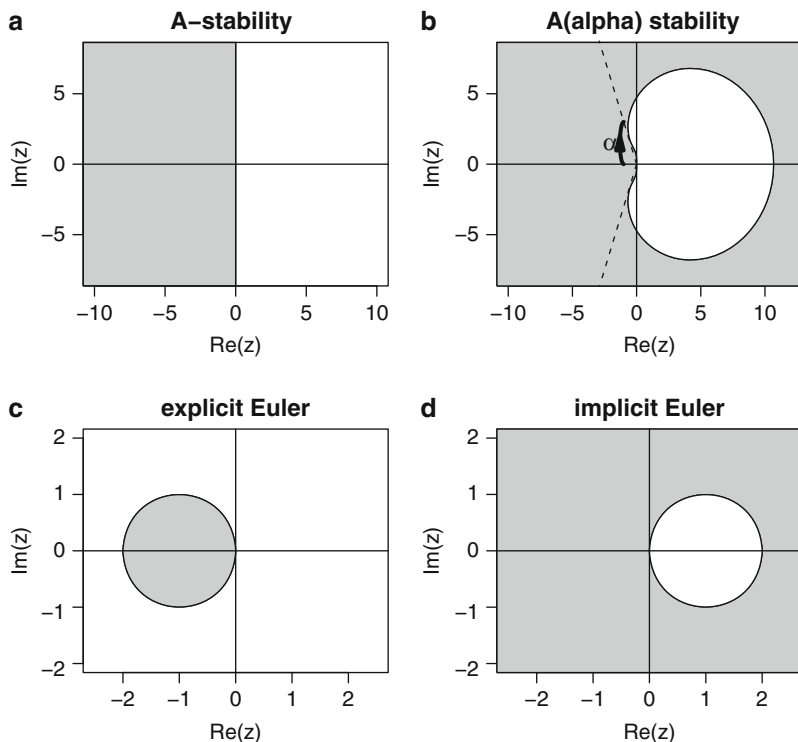 a A−stability
b A(alpha) stability
Im(z)
5
0
−5
−10 −5 0 5 10
Re(z)
Im(z)
5
0
−5
α
−10 −5 0 5 10
Re(z)
c explicit Euler
d implicit Euler
Im(z)
2
1
0
−1
−2
−2 −1 0 1 2
Re(z)
Im(z)
2
1
0
−1
−2
−2 −1 0 1 2
Re(z)